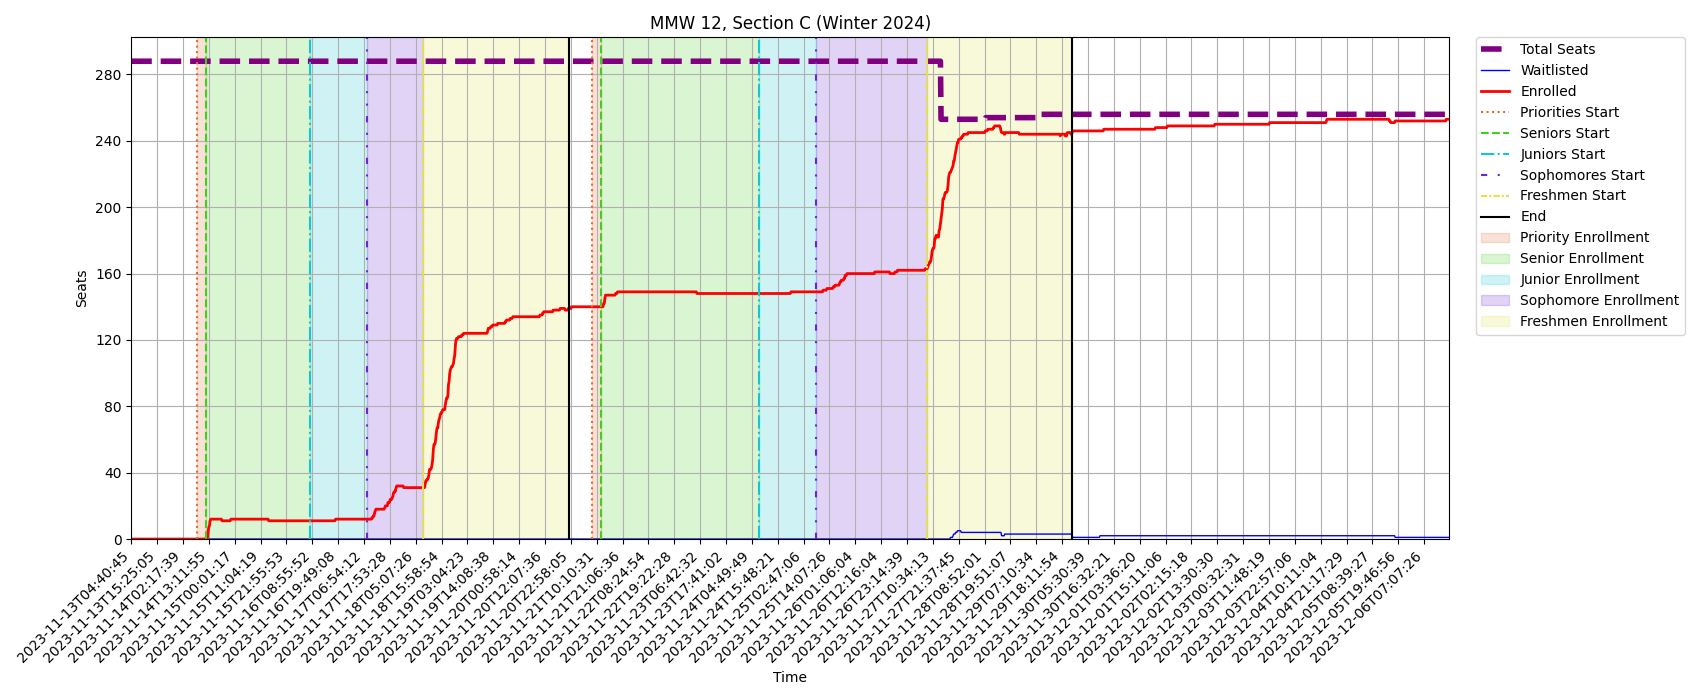 MMW 12, Section C (Winter 2024)
Total Seats
Waitlisted
Enrolled
Priorities Start
Seniors Start
Juniors Start
Sophomores Start
Freshmen Start
End
Priority Enrollment
Senior Enrollment
Junior Enrollment
Sophomore Enrollment
Freshmen Enrollment
Seats
280
240
200
160
120
80
40
0
2023-11-13T04:40:45
2023-11-13T15:25:05
2023-11-14T02:17:39
2023-11-14T13:11:55
2023-11-15T00:01:17
2023-11-15T11:04:19
2023-11-15T21:55:53
2023-11-16T08:55:52
2023-11-16T19:49:08
2023-11-17T06:54:12
2023-11-17T17:53:28
2023-11-18T05:07:26
2023-11-18T15:58:54
2023-11-19T03:04:23
2023-11-19T14:08:38
2023-11-20T00:58:14
2023-11-20T12:07:36
2023-11-20T22:58:05
2023-11-21T10:10:31
2023-11-21T21:06:36
2023-11-22T08:24:54
2023-11-22T19:22:28
2023-11-23T06:42:32
2023-11-23T17:41:02
2023-11-24T04:49:49
2023-11-24T15:48:21
2023-11-25T02:47:06
2023-11-25T14:07:26
2023-11-26T01:06:04
2023-11-26T12:16:04
2023-11-26T23:14:39
2023-11-27T10:34:13
2023-11-27T21:37:45
2023-11-28T08:52:01
2023-11-28T19:51:07
2023-11-29T07:10:34
2023-11-29T18:11:54
2023-11-30T05:30:39
2023-11-30T16:32:21
2023-12-01T03:36:20
2023-12-01T15:11:06
2023-12-02T02:15:18
2023-12-02T13:30:30
2023-12-03T00:32:31
2023-12-03T11:48:19
2023-12-03T22:57:06
2023-12-04T10:11:04
2023-12-04T21:17:29
2023-12-05T08:39:27
2023-12-05T19:46:56
2023-12-06T07:07:26
Time